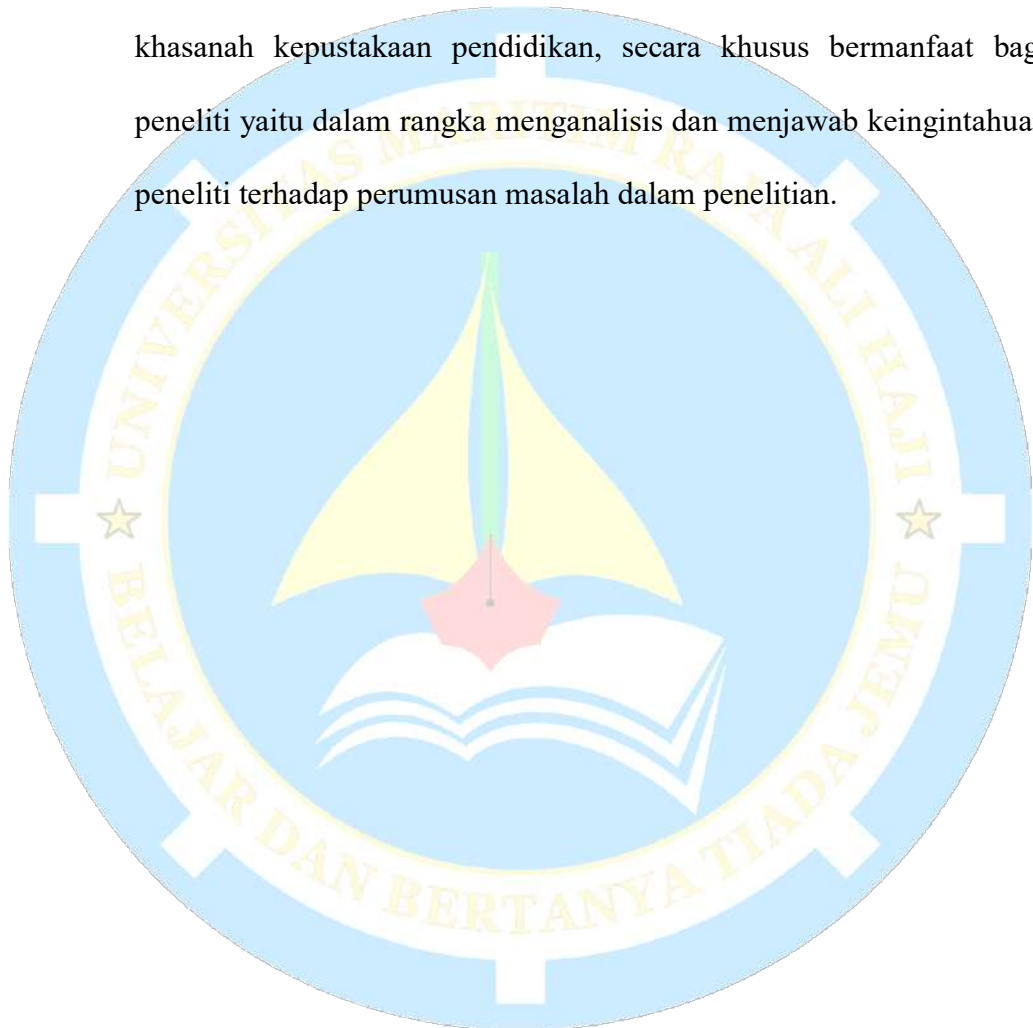 khasanah kepustakaan pendidikan, secara khusus bermanfaat bag
peneliti yaitu dalam rangka menganalisis dan menjawab keingintahua
peneliti terhadap perumusan masalah dalam penelitian.
UNIVERSITAS MARITIM RAJA ALI HAJI
BELAJAR DAN BERTANYA TIADA JEMU